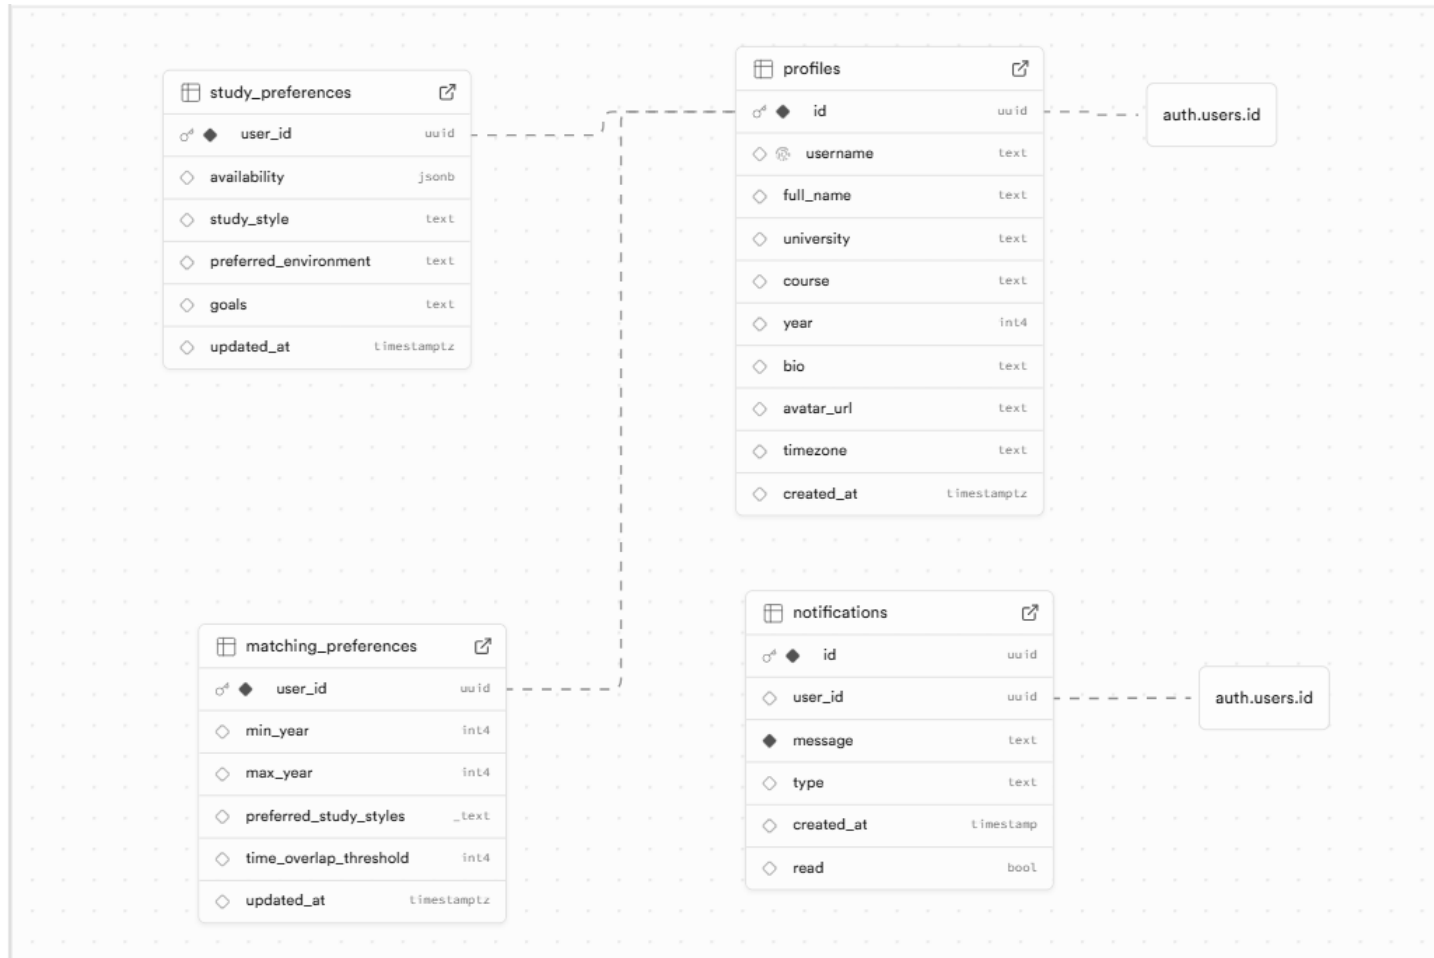 study_preferences
user_id uuid
availability jsonb
study_style text
preferred_environment text
goals text
updated_at timestamptz
profiles
id uuid
username text
full_name text
university text
course text
year int4
bio text
avatar_url text
timezone text
created_at timestamptz
auth.users.id
matching_preferences
user_id uuid
min_year int4
max_year int4
preferred_study_styles _text
time_overlap_threshold int4
updated_at timestamptz
notifications
id uuid
user_id uuid
message text
type text
created_at timestamp
read bool
auth.users.id